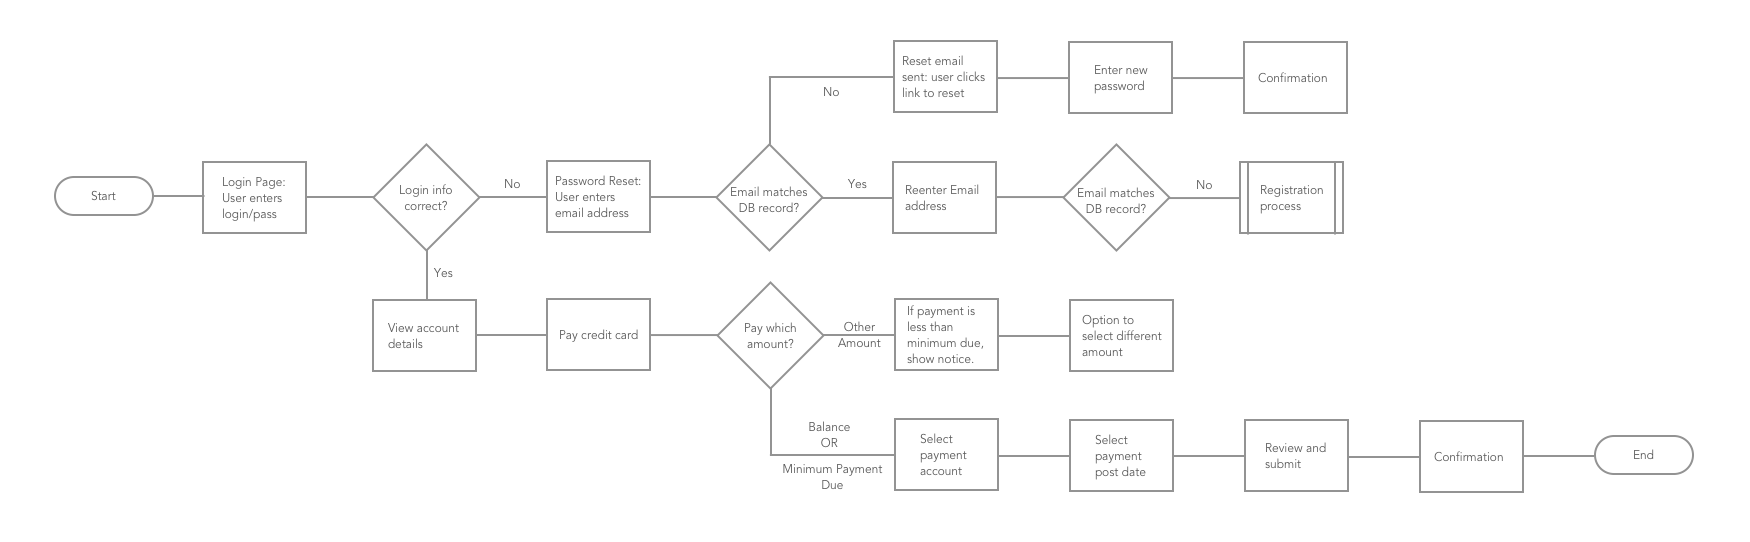 Reset email
sent: user clicks
link to reset
Enter new
password
Confirmation
No
Start
Login Page:
User enters
login/pass
Login info
correct?
No
Password Reset:
User enters
email address
Email matches
DB record?
Yes
Reenter Email
address
Email matches
DB record?
No
Registration
process
Yes
View account
details
Pay credit card
Pay which
amount?
Other
Amount
If payment is
less than
minimum due,
show notice.
Option to
select different
amount
Balance
OR
Minimum Payment
Due
Select
payment
account
Select
payment
post date
Review and
submit
Confirmation
End